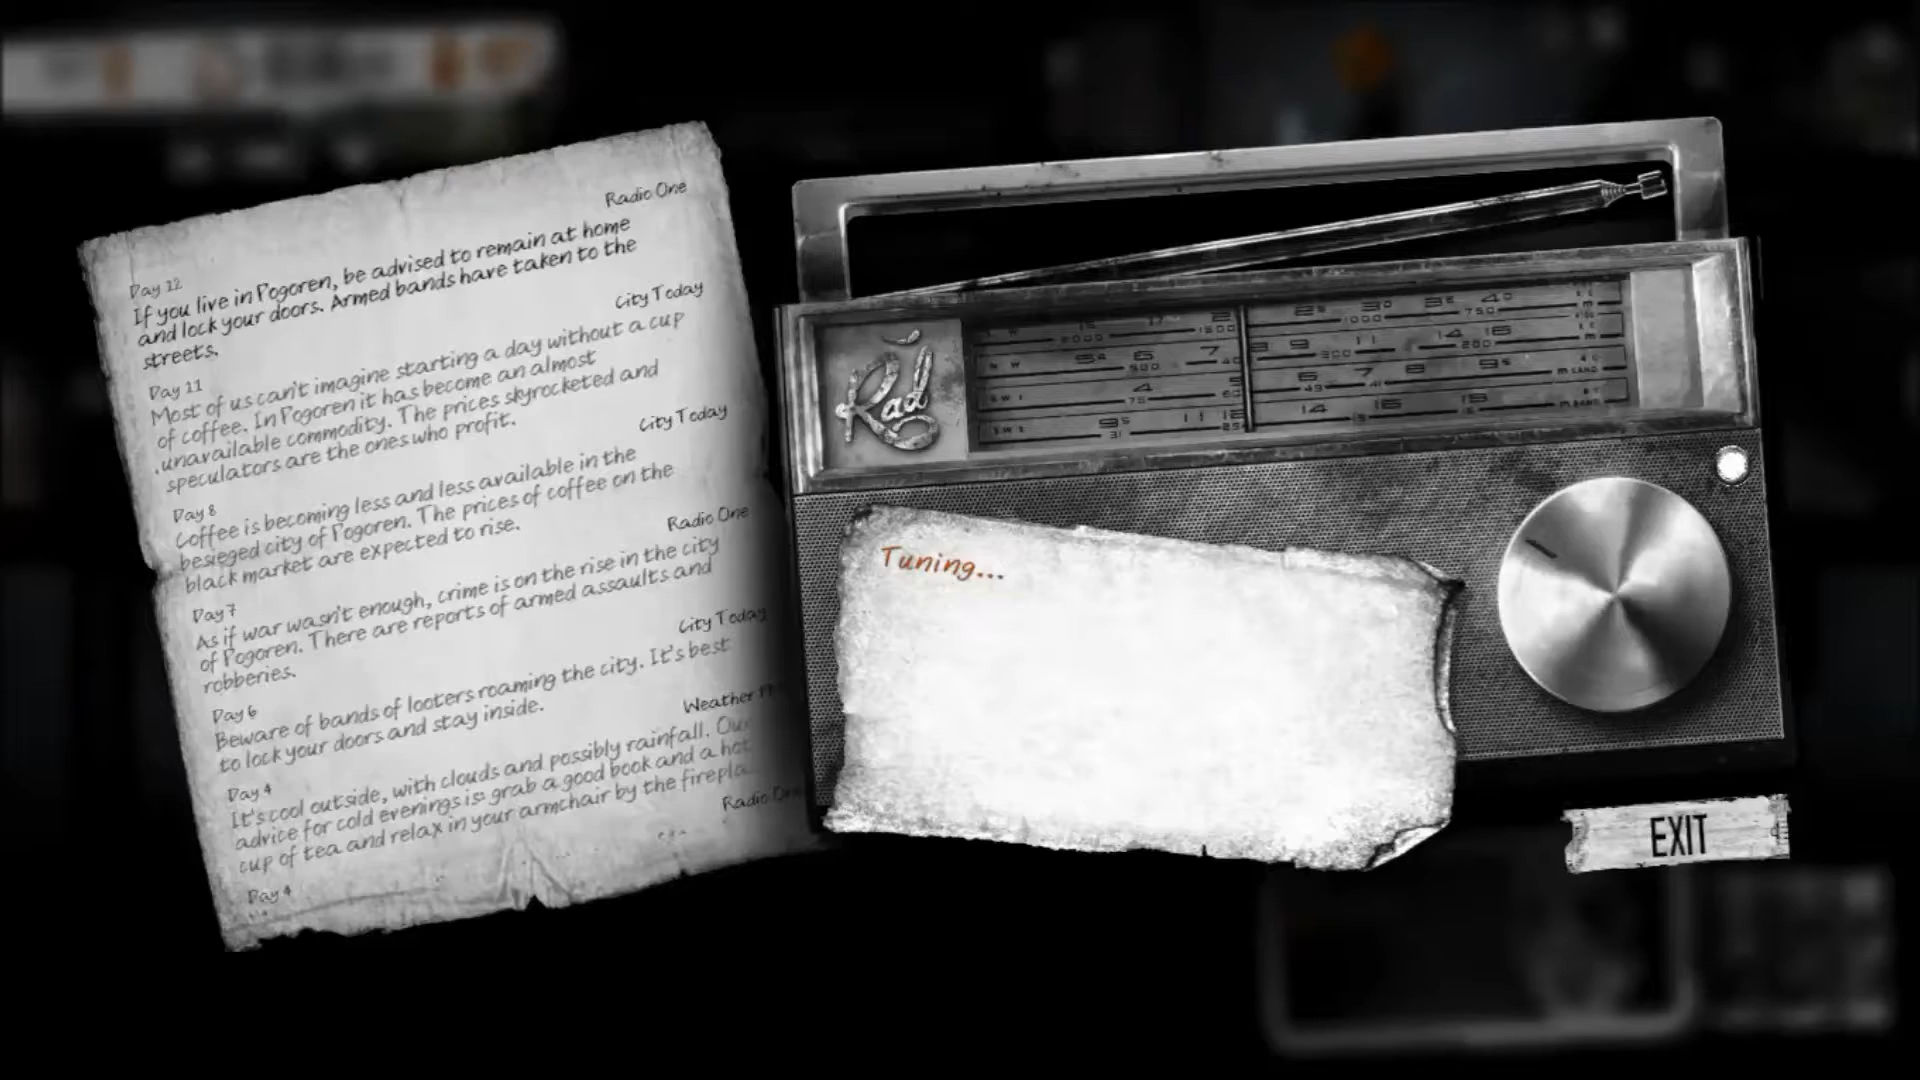 Radio One
Day 12
If you live in Pogoren, be advised to remain at home
and lock your doors. Armed bands have taken to the
streets.
City Today
Day 11
Most of us can't imagine starting a day without a cup
of coffee. In Pogoren it has become an almost
unavailable commodity. The prices skyrocketed and
speculators are the ones who profit.
City Today
Day 8
Coffee is becoming less and less available in the
besieged city of Pogoren. The prices of coffee on the
black market are expected to rise.
Radio One
Day 7
As if war wasn't enough, crime is on the rise in the city
of Pogoren. There are reports of armed assaults and
robberies.
City Today
Day 6
Beware of bands of looters roaming the city. It's best
to lock your doors and stay inside.
Weather
Day 4
It's cool outside, with clouds and possibly rainfall. Our
advice for cold evenings is: grab a good book and a hot
cup of tea and relax in your armchair by the
Radio One
Day 4
Rad
Tuning...
EXIT